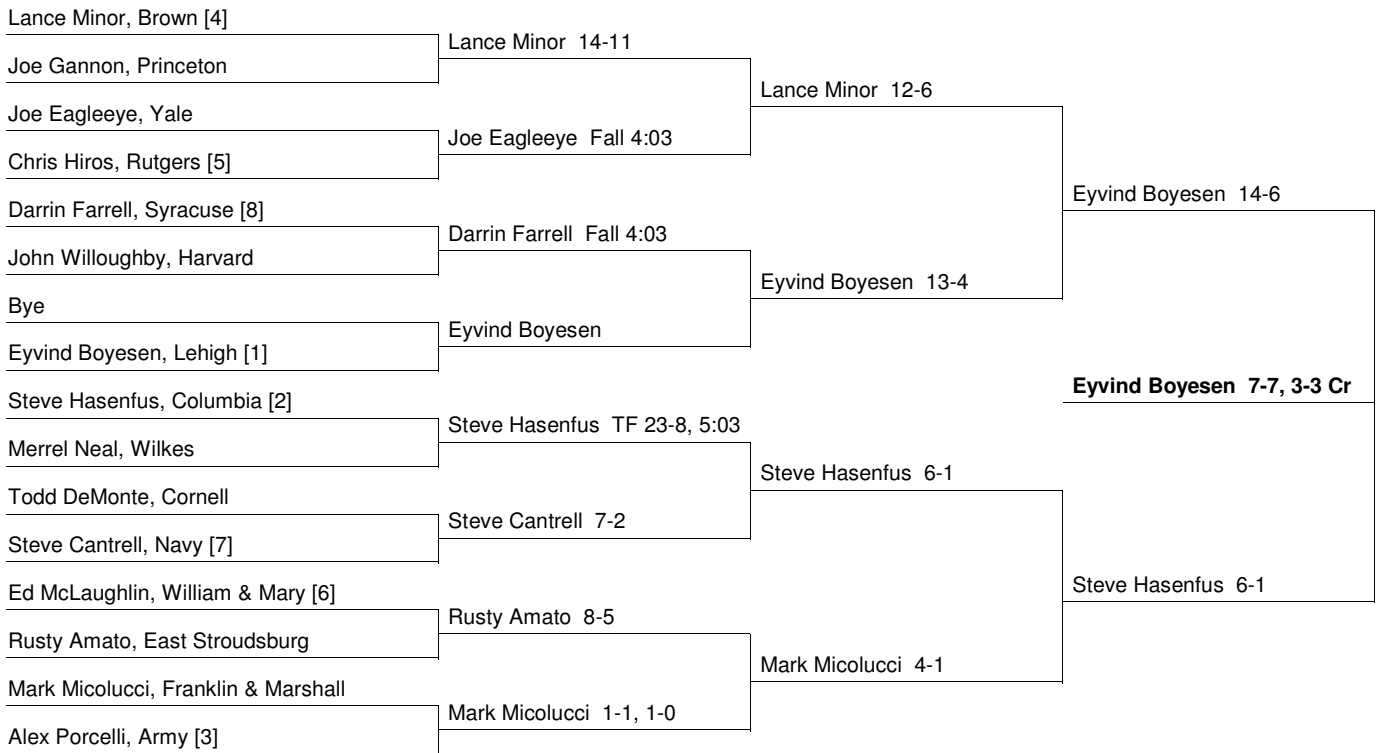 Lance Minor, Brown [4]
Joe Gannon, Princeton
Joe Eagleeye, Yale
Chris Hiros, Rutgers [5]
Darrin Farrell, Syracuse [8]
John Willoughby, Harvard
Bye
Eyvind Boyesen, Lehigh [1]
Steve Hasenfus, Columbia [2]
Merrel Neal, Wilkes
Todd DeMonte, Cornell
Steve Cantrell, Navy [7]
Ed McLaughlin, William & Mary [6]
Rusty Amato, East Stroudsburg
Mark Micolucci, Franklin & Marshall
Alex Porcelli, Army [3]
Lance Minor 14-11
Joe Eagleeye Fall 4:03
Darrin Farrell Fall 4:03
Eyvind Boyesen
Steve Hasenfus TF 23-8, 5:03
Steve Cantrell 7-2
Rusty Amato 8-5
Mark Micolucci 1-1, 1-0
Lance Minor 12-6
Eyvind Boyesen 13-4
Steve Hasenfus 6-1
Mark Micolucci 4-1
Eyvind Boyesen 14-6
Steve Hasenfus 6-1
Eyvind Boyesen 7-7, 3-3 Cr